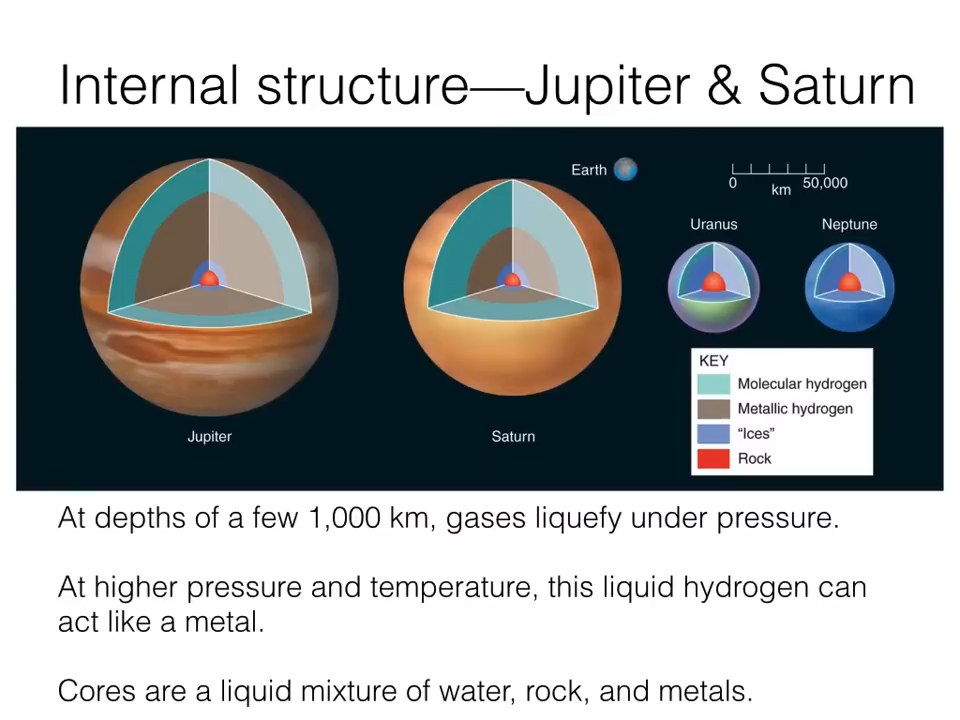 Internal structure—Jupiter & Saturn
Earth
0 50,000
km
Uranus
Neptune
KEY
Molecular hydrogen
Metallic hydrogen
“Ices”
Rock
Jupiter
Saturn
At depths of a few 1,000 km, gases liquefy under pressure.
At higher pressure and temperature, this liquid hydrogen can
act like a metal.
Cores are a liquid mixture of water, rock, and metals.